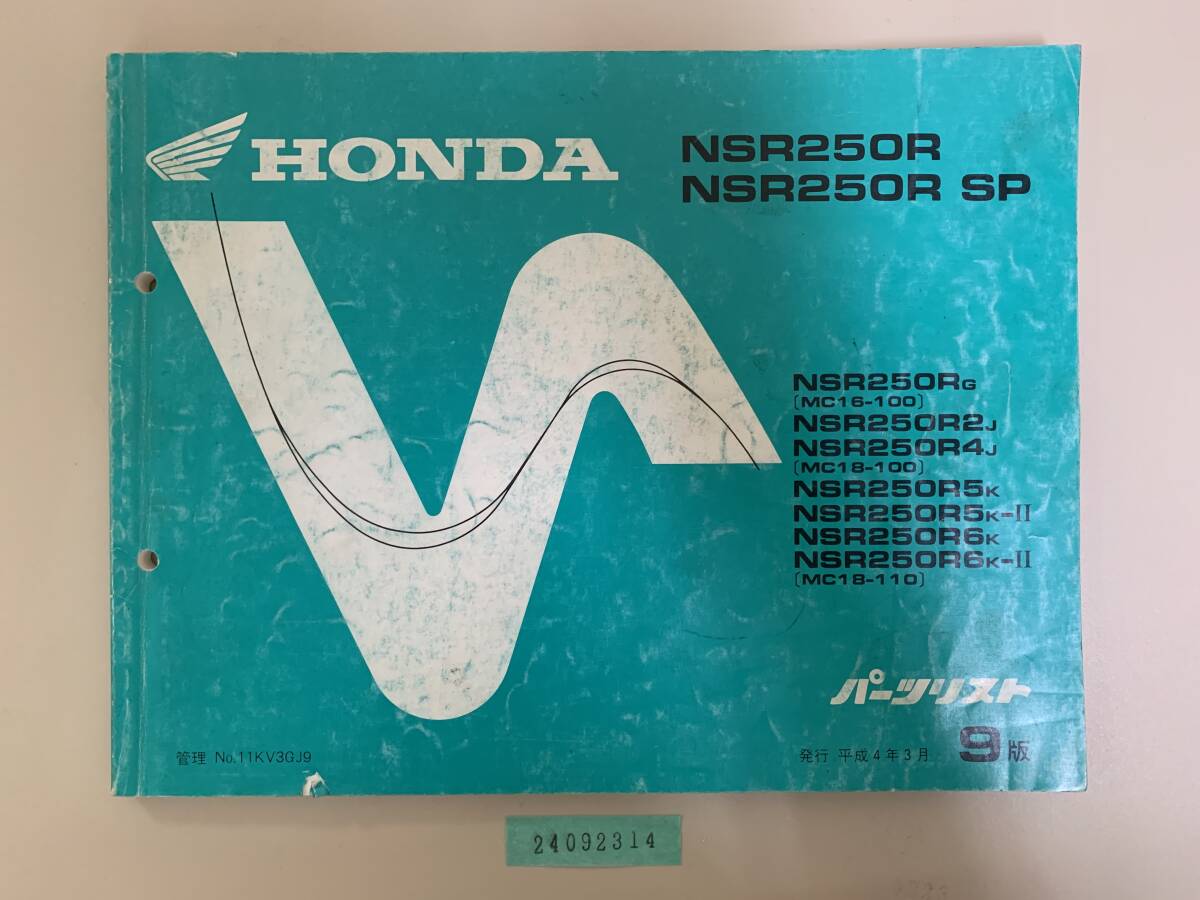 HONDA
NSR250R
NSR250R SP
NSR250RG
(MC16-100)
NSR250R2J
NSR250R4J
(MC18-100)
NSR250R5K
NSR250R5K-II
NSR250R6K
NSR250R6K-II
(MC18-110)
パーツリスト
管理 No.11KV3GJ9
発行 平成4年3月 9版
24092314